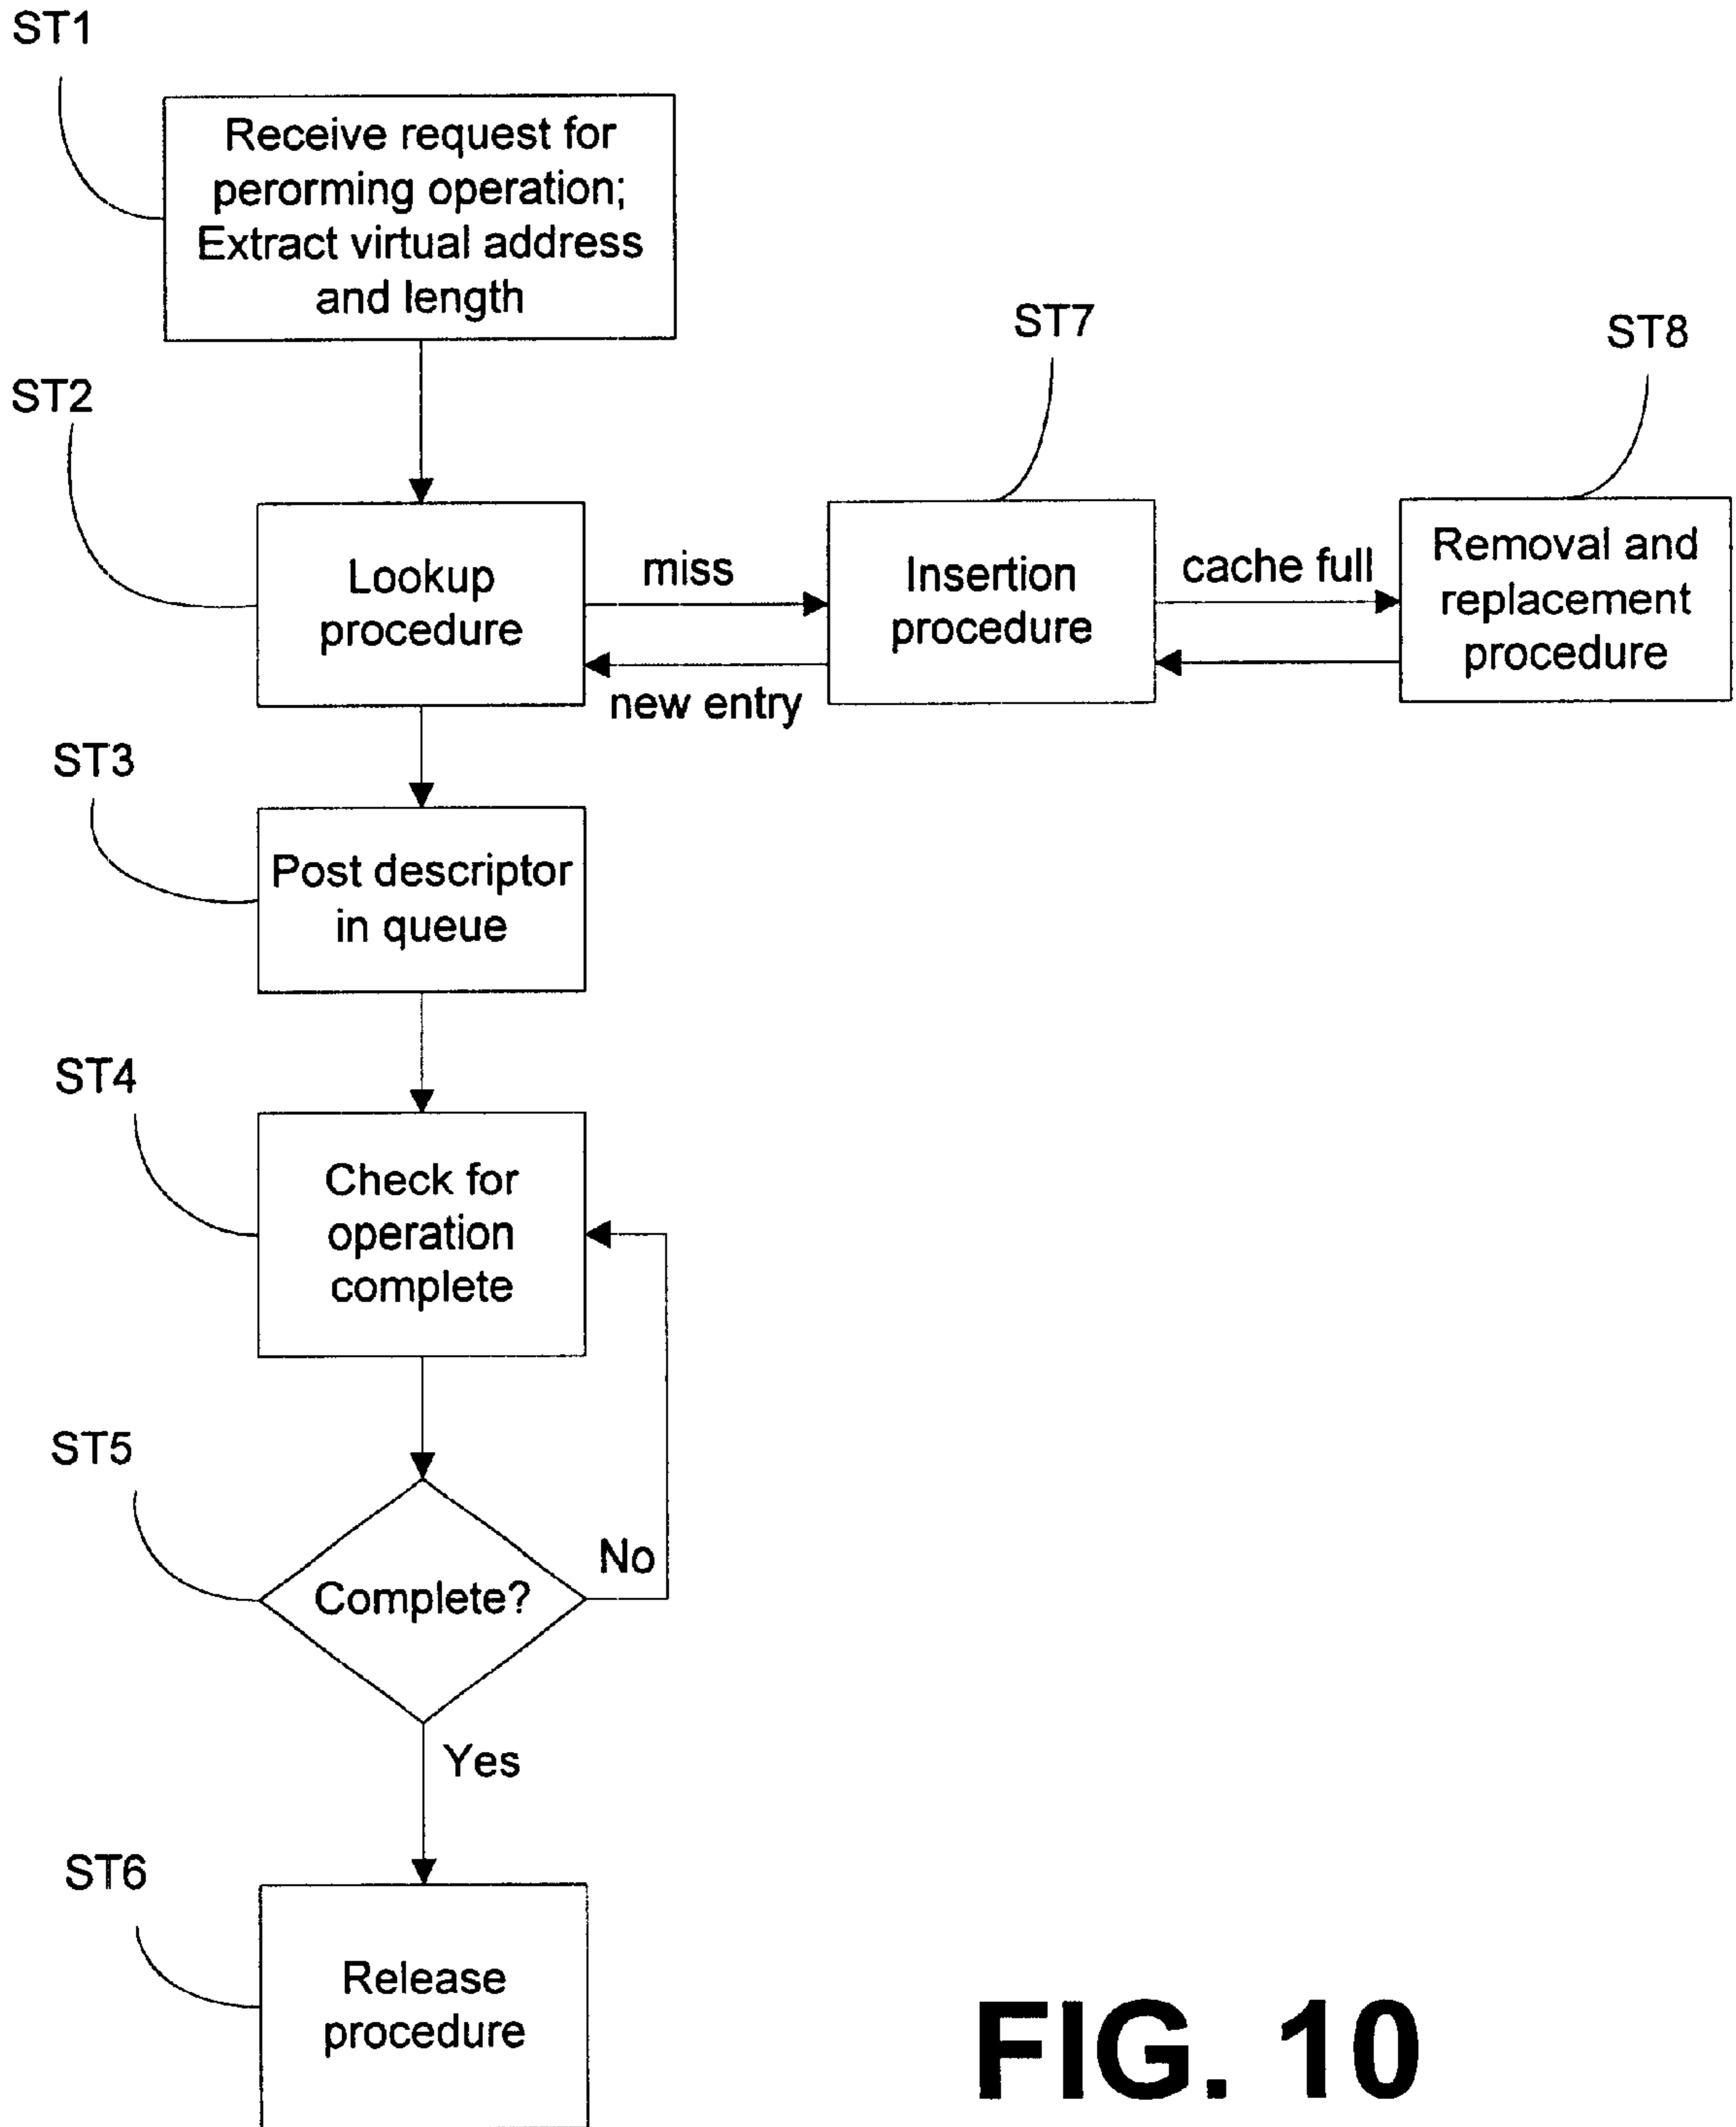 ST1
Receive request for
perorming operation;
Extract virtual address
and length
ST7
ST8
ST2
Lookup
procedure
miss
new entry
Insertion
procedure
cache full
Removal and
replacement
procedure
ST3
Post descriptor
in queue
ST4
Check for
operation
complete
ST5
Complete?
No
Yes
ST6
Release
procedure
FIG. 10